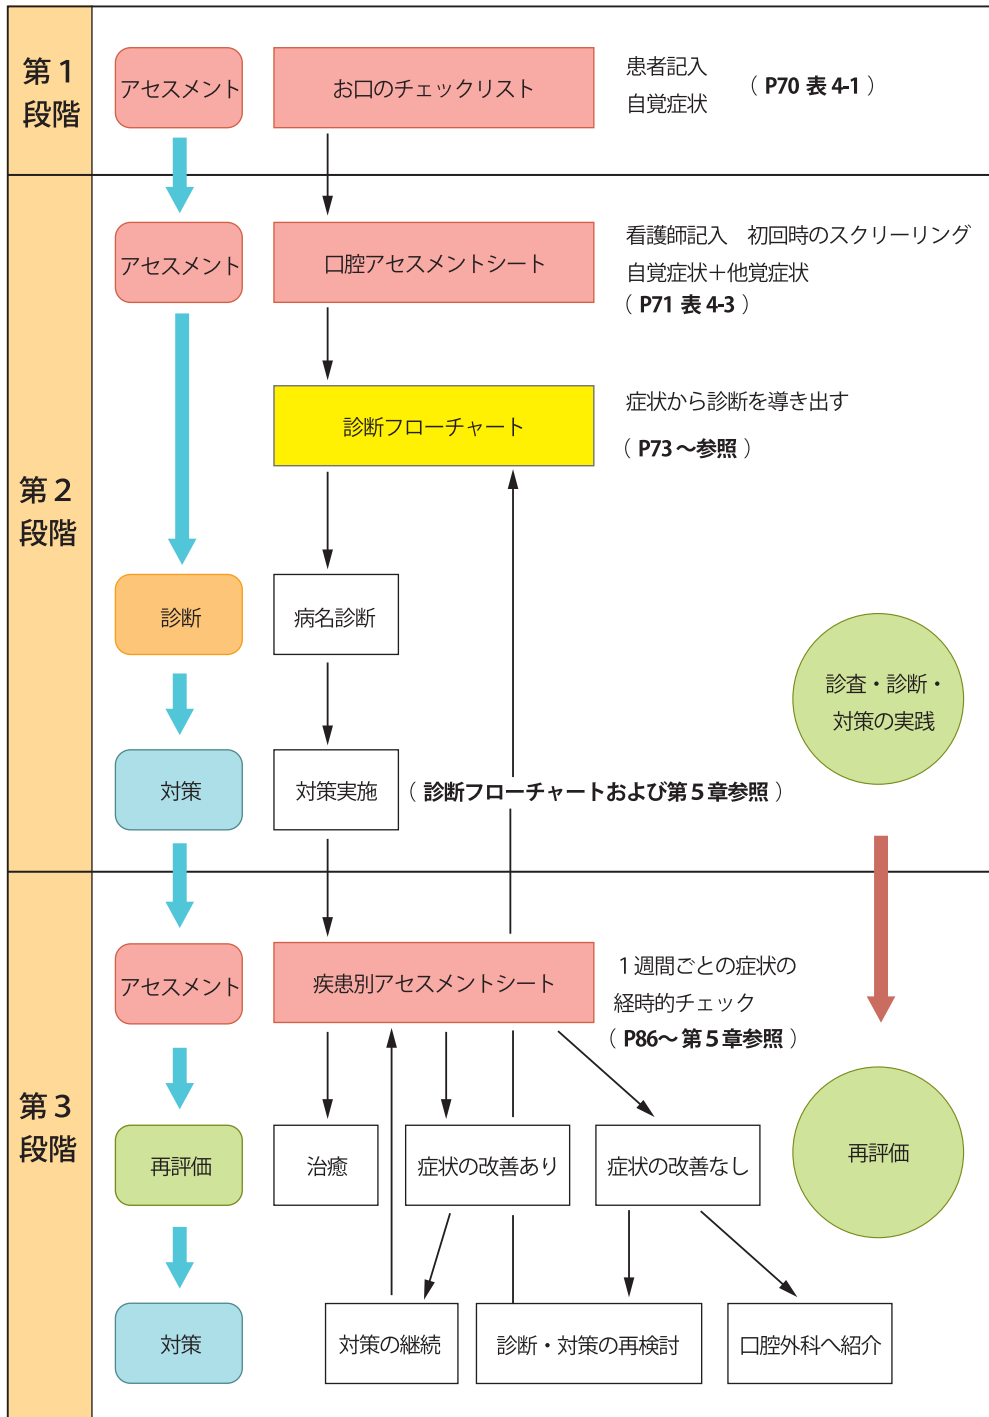 第1
段階
アセスメント
お口のチェックリスト
患者記入
自覚症状
（ P70 表 4-1 ）
第2
段階
アセスメント
口腔アセスメントシート
看護師記入　初回時のスクリーリング
自覚症状＋他覚症状
（ P71 表 4-3 ）
診断フローチャート
症状から診断を導き出す
（ P73～参照 ）
診断
病名診断
診査・診断・
対策の実践
対策
対策実施
（ 診断フローチャートおよび第5章参照 ）
第3
段階
アセスメント
疾患別アセスメントシート
1週間ごとの症状の
経時的チェック
（ P86～ 第5章参照 ）
再評価
治癒
症状の改善あり
症状の改善なし
再評価
対策
対策の継続
診断・対策の再検討
口腔外科へ紹介